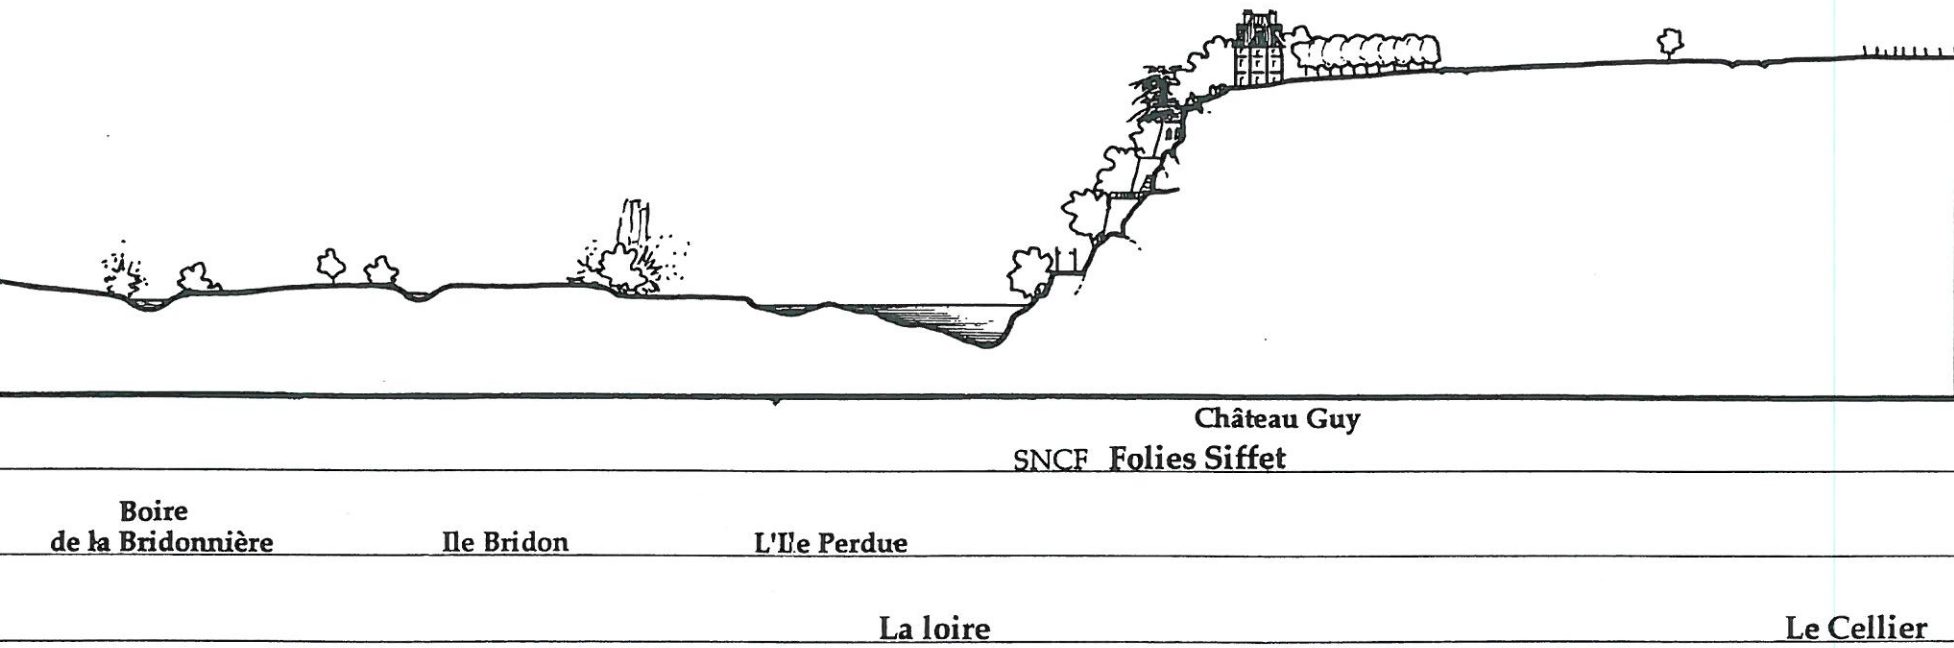 Château Guy
SNCF Folies Siffet
Boire
de la Bridonnière
Ile Bridon
L'Ile Perdue
La loire
Le Cellier